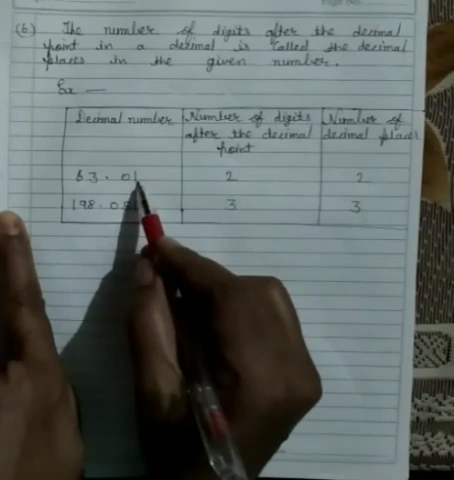 (6) The number of digits after the decimal
point in a decimal is called the decimal
places in the given number.
Ex —
Decimal number Number of digits after the decimal point Number of decimal places
63.01 2 2
198.0 3 3